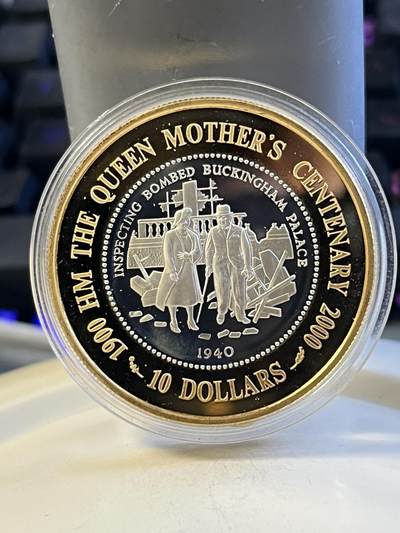 1900 HM THE QUEEN MOTHER'S CENTENARY 2000
INSPECTING BOMBED BUCKINGHAM PALACE
1940
10 DOLLARS